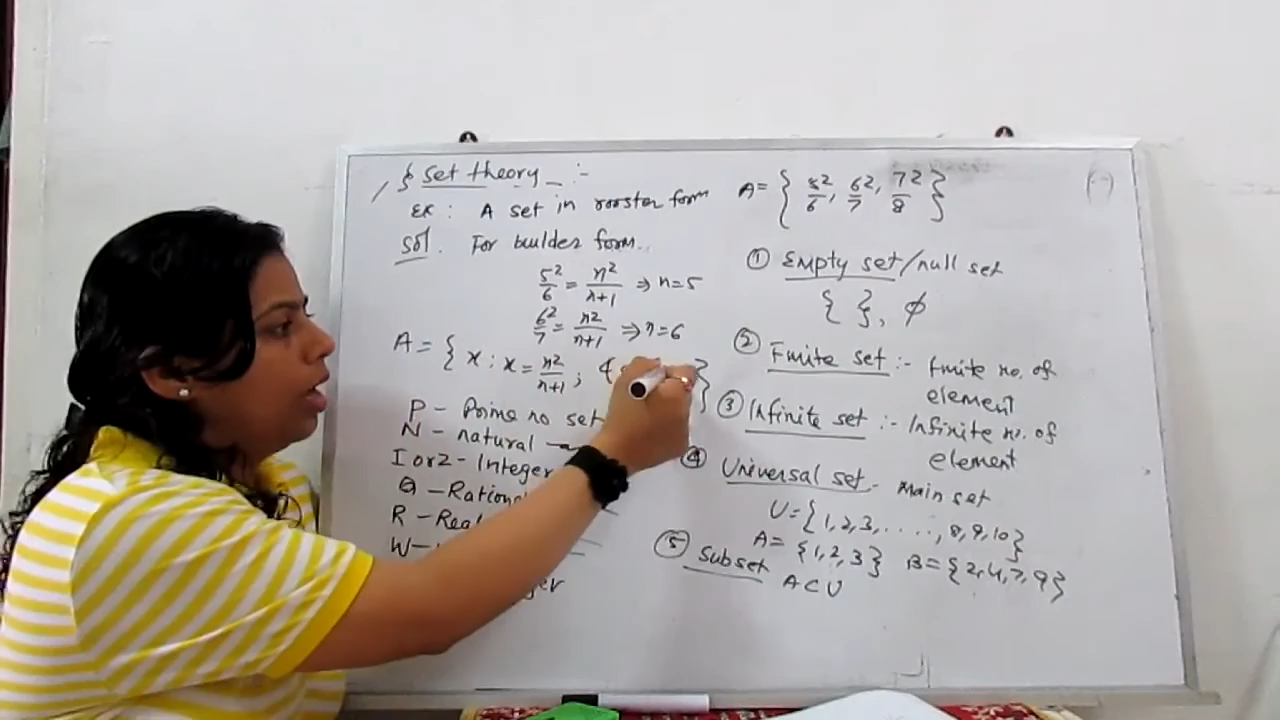 § Set theory :-
Ex : A set in rooster form A = { 5²/6, 6²/7, 7²/8 }
Sol. For builder form..
5²/6 = n²/n+1 ⇒ n=5
6²/7 = n²/n+1 ⇒ n=6
A = { x : x = n²/n+1 ; }
P - Prime no set
N - natural
I or Z - Integer
Q - Rational
R - Real
W -
① Empty set/null set
{ }, ϕ
② Finite set :- Finite no. of
element
③ Infinite set :- Infinite no. of
element
④ Universal set - Main set
U = {1,2,3, . . . . , 8,9,10}
A = {1,2,3} B = {2,4,7,9}
⑤ Subset
A ⊂ U